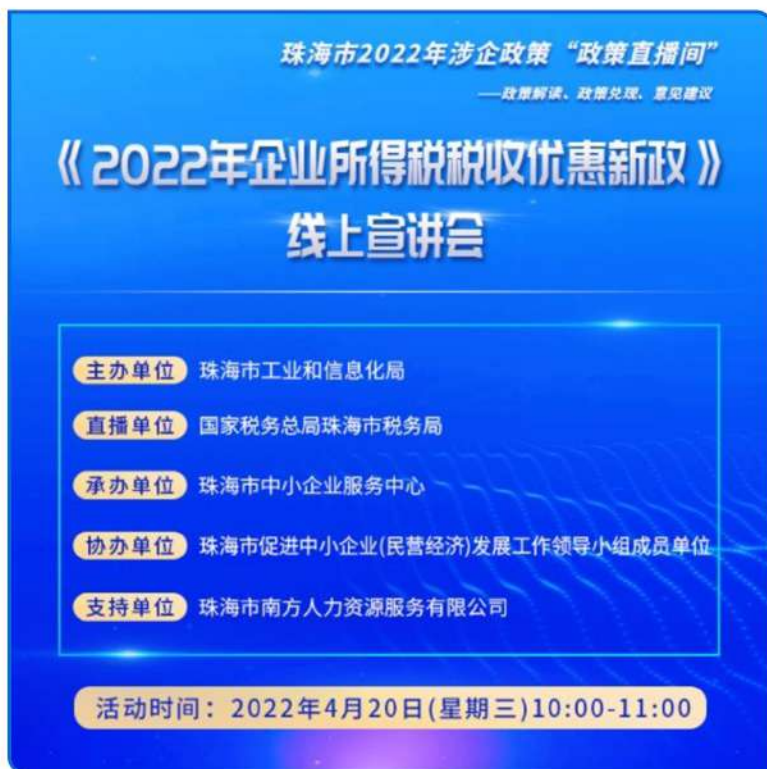 珠海市2022年涉企政策“政策直播间”
——政策解读、政策兑现、意见建议
《2022年企业所得税税收优惠新政》
线上宣讲会
主办单位 珠海市工业和信息化局
直播单位 国家税务总局珠海市税务局
承办单位 珠海市中小企业服务中心
协办单位 珠海市促进中小企业(民营经济)发展工作领导小组成员单位
支持单位 珠海市南方人力资源服务有限公司
活动时间：2022年4月20日(星期三)10:00-11:00